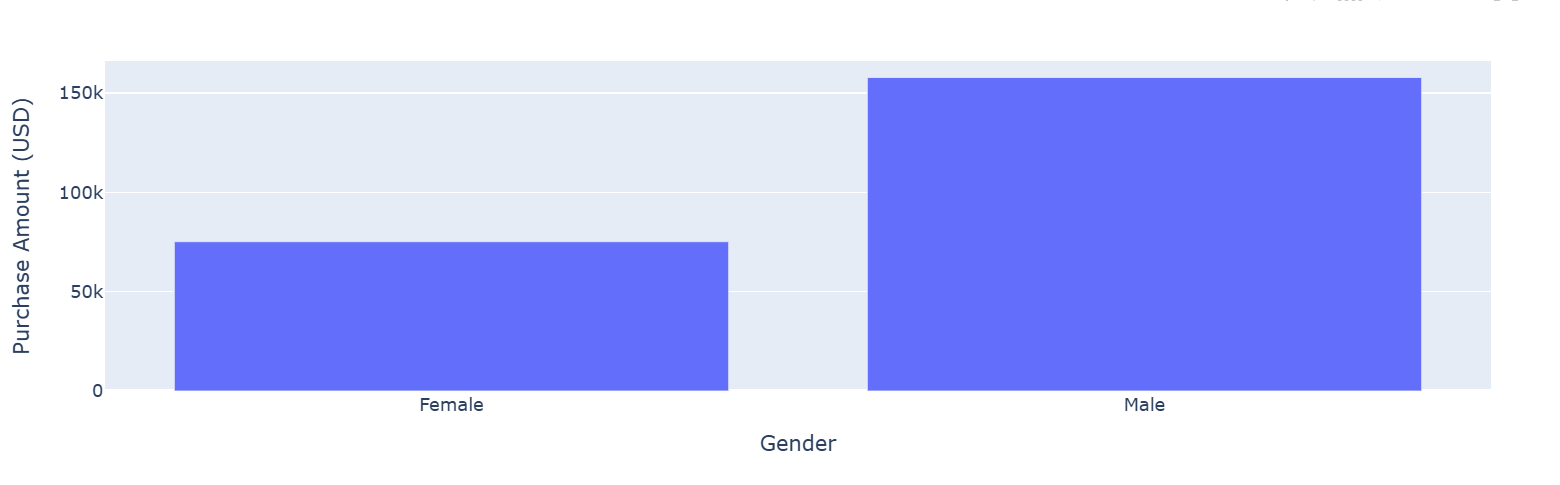 Purchase Amount (USD)
150k
100k
50k
0
Female
Male
Gender